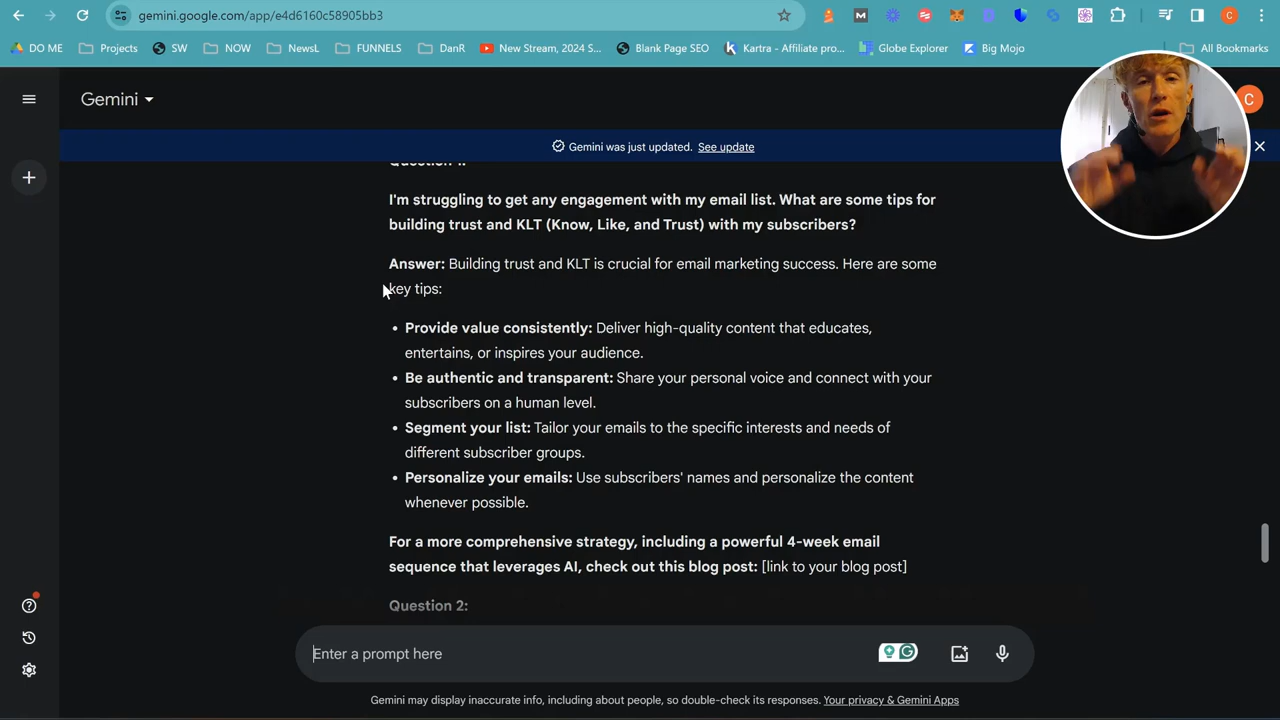 gemini.google.com/app/e4d6160c58905bb3
DO ME
Projects
SW
NOW
NewsL
FUNNELS
DanR
New Stream, 2024 S...
Blank Page SEO
Kartra - Affiliate pro...
Globe Explorer
Big Mojo
All Bookmarks
Gemini
C
C
Gemini was just updated. See update
I'm struggling to get any engagement with my email list. What are some tips for
building trust and KLT (Know, Like, and Trust) with my subscribers?
Answer: Building trust and KLT is crucial for email marketing success. Here are some
key tips:
• Provide value consistently: Deliver high-quality content that educates,
entertains, or inspires your audience.
• Be authentic and transparent: Share your personal voice and connect with your
subscribers on a human level.
• Segment your list: Tailor your emails to the specific interests and needs of
different subscriber groups.
• Personalize your emails: Use subscribers' names and personalize the content
whenever possible.
For a more comprehensive strategy, including a powerful 4-week email
sequence that leverages AI, check out this blog post: [link to your blog post]
Question 2:
Enter a prompt here
Gemini may display inaccurate info, including about people, so double-check its responses. Your privacy & Gemini Apps